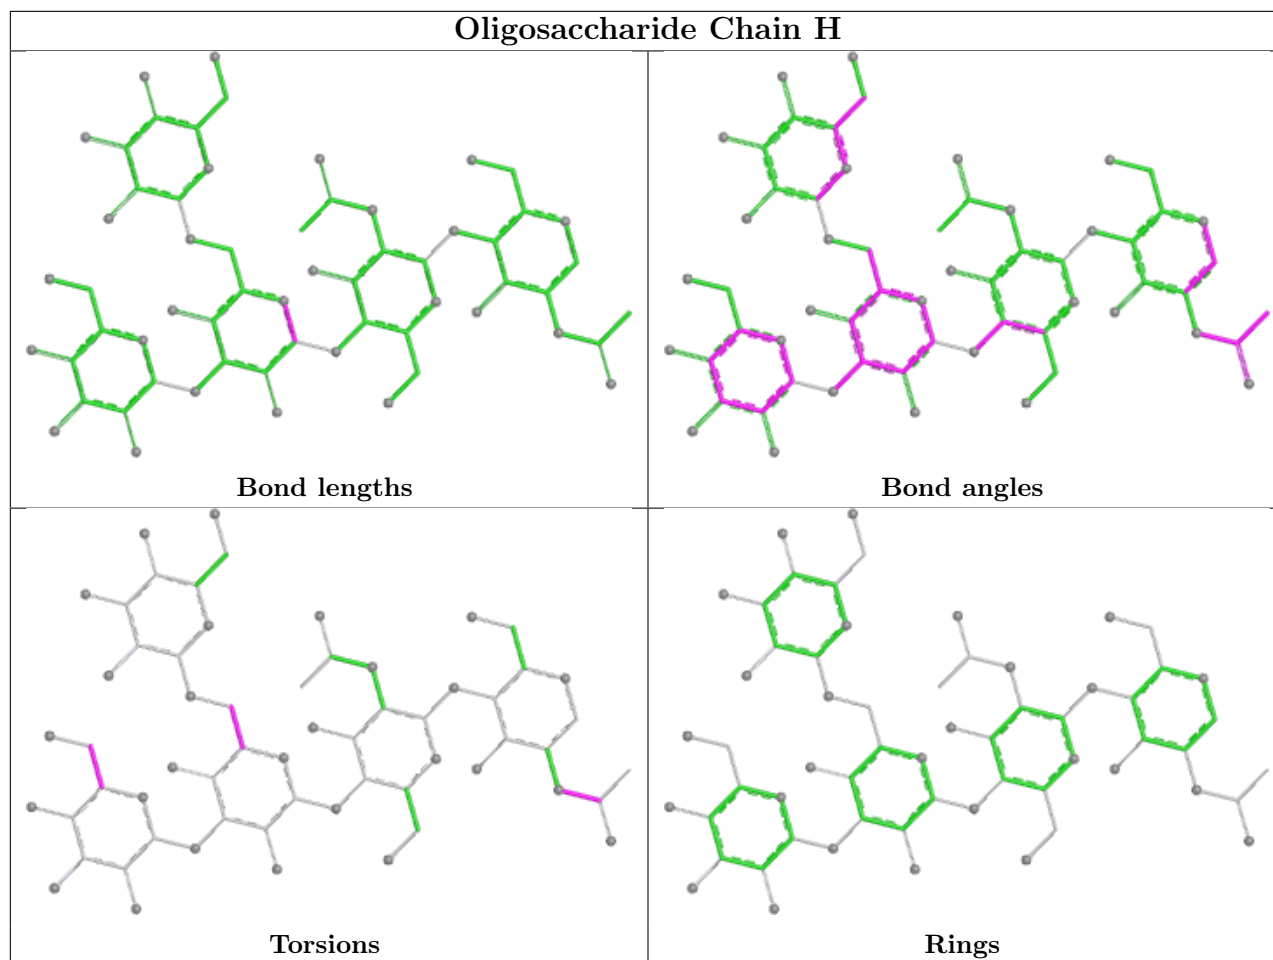 Oligosaccharide Chain H
Bond lengths
Bond angles
Torsions
Rings